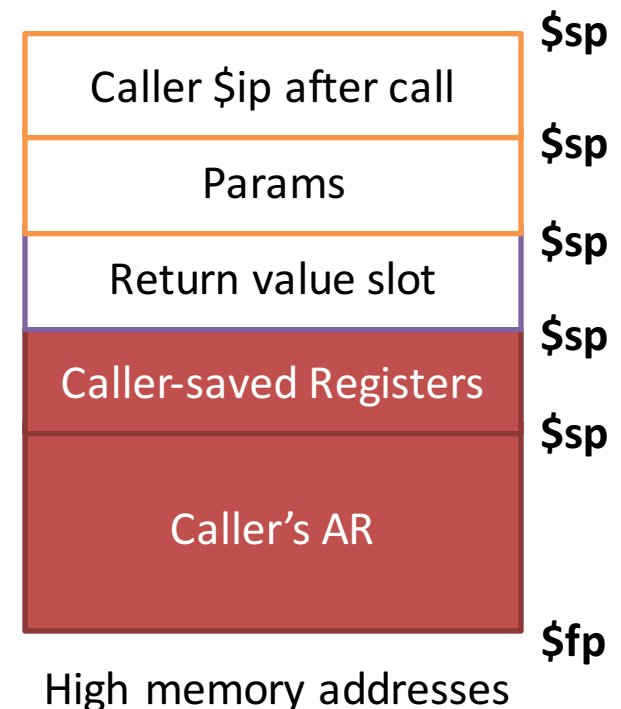 $sp
Caller $ip after call
$sp
Params
$sp
Return value slot
$sp
Caller-saved Registers
$sp
Caller’s AR
$fp
High memory addresses